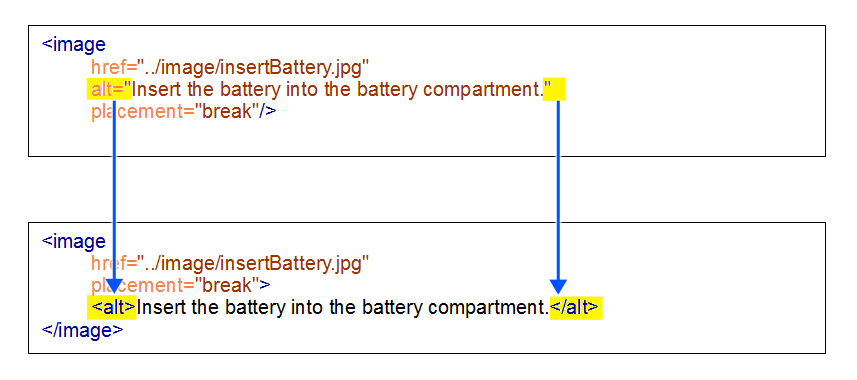 <image
href="../image/insertBattery.jpg"
alt="Insert the battery into the battery compartment."
placement="break"/>
<image
href="../image/insertBattery.jpg"
placement="break">
<alt>Insert the battery into the battery compartment.</alt>
</image>